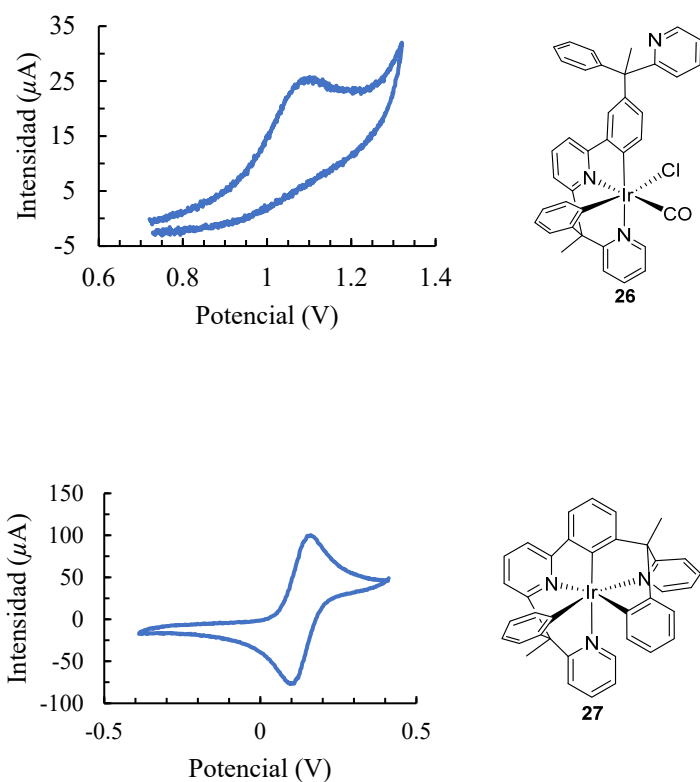 Intensidad (µA)
35
25
15
5
-5
0.6 0.8 1 1.2 1.4
Potencial (V)
N
N
Ir
Cl
CO
N
26
Intensidad (µA)
150
100
50
0
-50
-100
-0.5 0 0.5
Potencial (V)
N
Ir
N
N
27